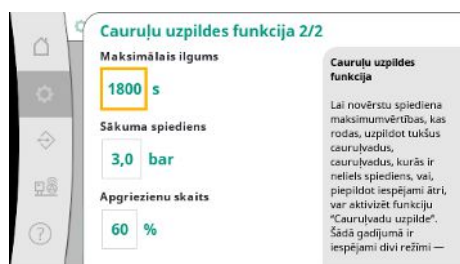 Cauruļu uzpildes funkcija 2/2
Maksimālais ilgums
1800 s
Sākuma spiediens
3,0 bar
Apgriezienu skaits
60 %
Cauruļu uzpildes
funkcija
Lai novērstu spiediena
maksimumvērtības, kas
rodas, uzpildot tukšus
cauruļvadus,
cauruļvadus, kurās ir
neliels spiediens, vai,
piepildot iespējami ātri,
var aktivizēt funkciju
“Cauruļvadu uzpilde”.
Šādā gadījumā ir
iespējami divi režīmi —